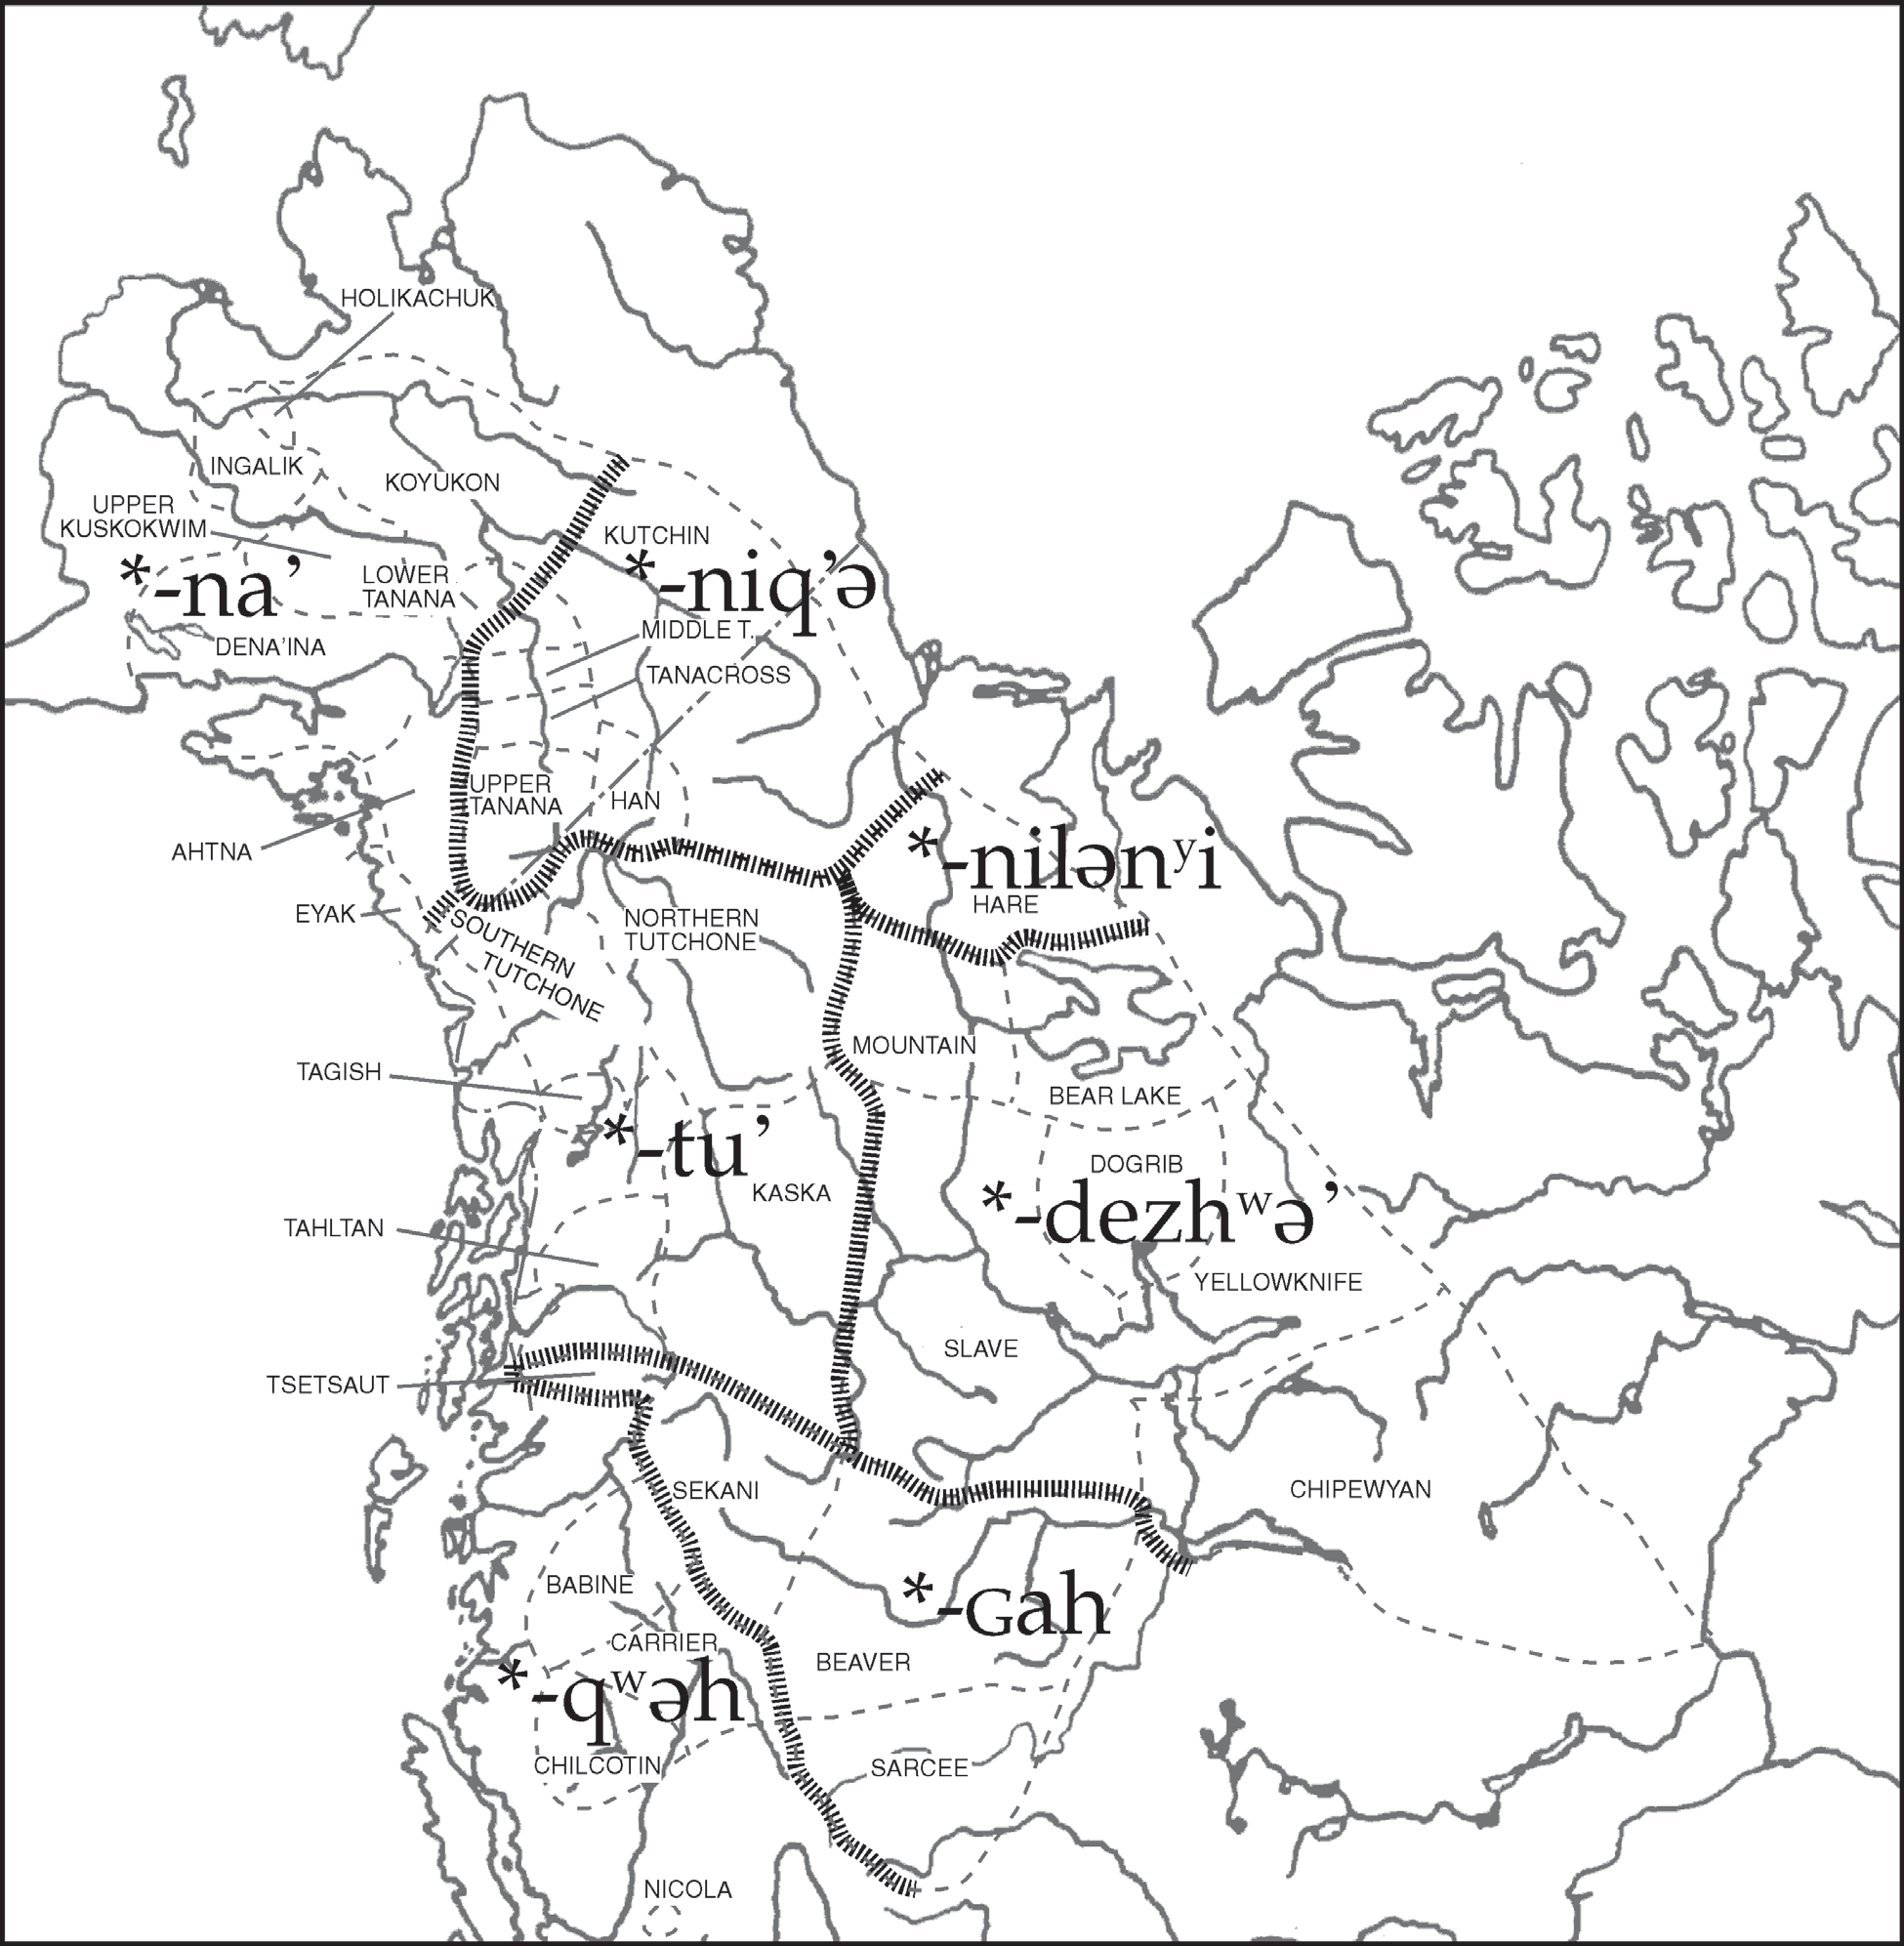 HOLIKACHUK
INGALIK
KOYUKON
UPPER
KUSKOKWIM
KUTCHIN
*-na’
LOWER
TANANA
*-niq’ə
DENA’INA
MIDDLE T.
TANACROSS
UPPER
TANANA
HAN
AHTNA
*-nilənʸi
HARE
EYAK
SOUTHERN
TUTCHONE
NORTHERN
TUTCHONE
MOUNTAIN
TAGISH
BEAR LAKE
*-tu’
DOGRIB
KASKA
*-dezhʷə’
TAHLTAN
YELLOWKNIFE
SLAVE
TSETSAUT
SEKANI
CHIPEWYAN
BABINE
*-ɢah
CARRIER
BEAVER
*-qʷəh
CHILCOTIN
SARCEE
NICOLA